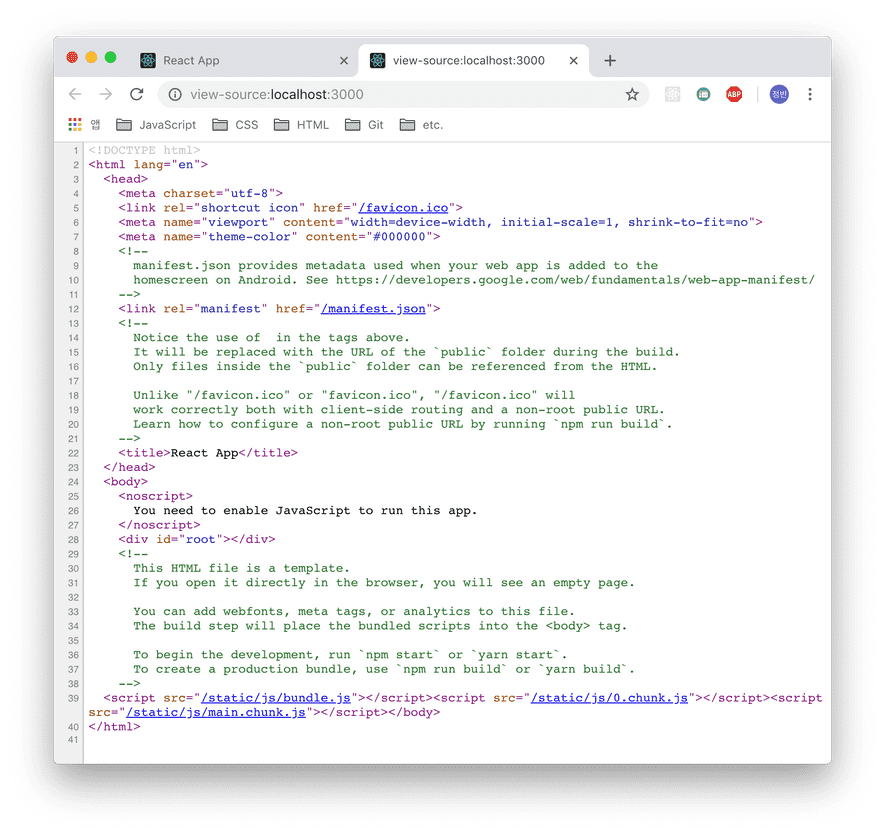 React App
view-source:localhost:3000
view-source:localhost:3000
ABP
정빈
앱
JavaScript
CSS
HTML
Git
etc.
1 <!DOCTYPE html>
2 <html lang="en">
3 <head>
4 <meta charset="utf-8">
5 <link rel="shortcut icon" href="/favicon.ico">
6 <meta name="viewport" content="width=device-width, initial-scale=1, shrink-to-fit=no">
7 <meta name="theme-color" content="#000000">
8 <!--
9 manifest.json provides metadata used when your web app is added to the
10 homescreen on Android. See https://developers.google.com/web/fundamentals/web-app-manifest/
11 -->
12 <link rel="manifest" href="/manifest.json">
13 <!--
14 Notice the use of  in the tags above.
15 It will be replaced with the URL of the `public` folder during the build.
16 Only files inside the `public` folder can be referenced from the HTML.
17
18 Unlike "/favicon.ico" or "favicon.ico", "/favicon.ico" will
19 work correctly both with client-side routing and a non-root public URL.
20 Learn how to configure a non-root public URL by running `npm run build`.
21 -->
22 <title>React App</title>
23 </head>
24 <body>
25 <noscript>
26 You need to enable JavaScript to run this app.
27 </noscript>
28 <div id="root"></div>
29 <!--
30 This HTML file is a template.
31 If you open it directly in the browser, you will see an empty page.
32
33 You can add webfonts, meta tags, or analytics to this file.
34 The build step will place the bundled scripts into the <body> tag.
35
36 To begin the development, run `npm start` or `yarn start`.
37 To create a production bundle, use `npm run build` or `yarn build`.
38 -->
39 <script src="/static/js/bundle.js"></script><script src="/static/js/0.chunk.js"></script><script
src="/static/js/main.chunk.js"></script></body>
40 </html>
41